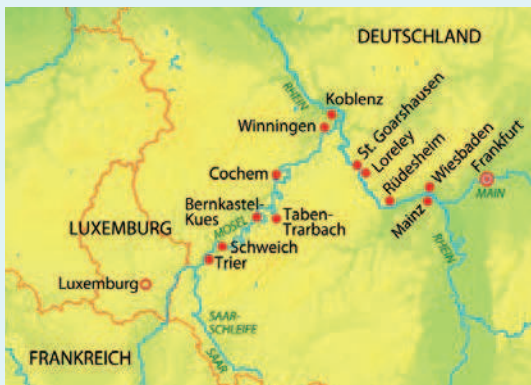 DEUTSCHLAND
RHEIN
Koblenz
Winningen
St. Goarshausen
Loreley
Rüdesheim
Wiesbaden
Frankfurt
MAIN
Mainz
RHEIN
Cochem
Bernkastel-
Kues
MOSEL
Taben-
Trarbach
LUXEMBURG
Schweich
Trier
Luxemburg
SAAR-
SCHLEIFE
SAAR
FRANKREICH